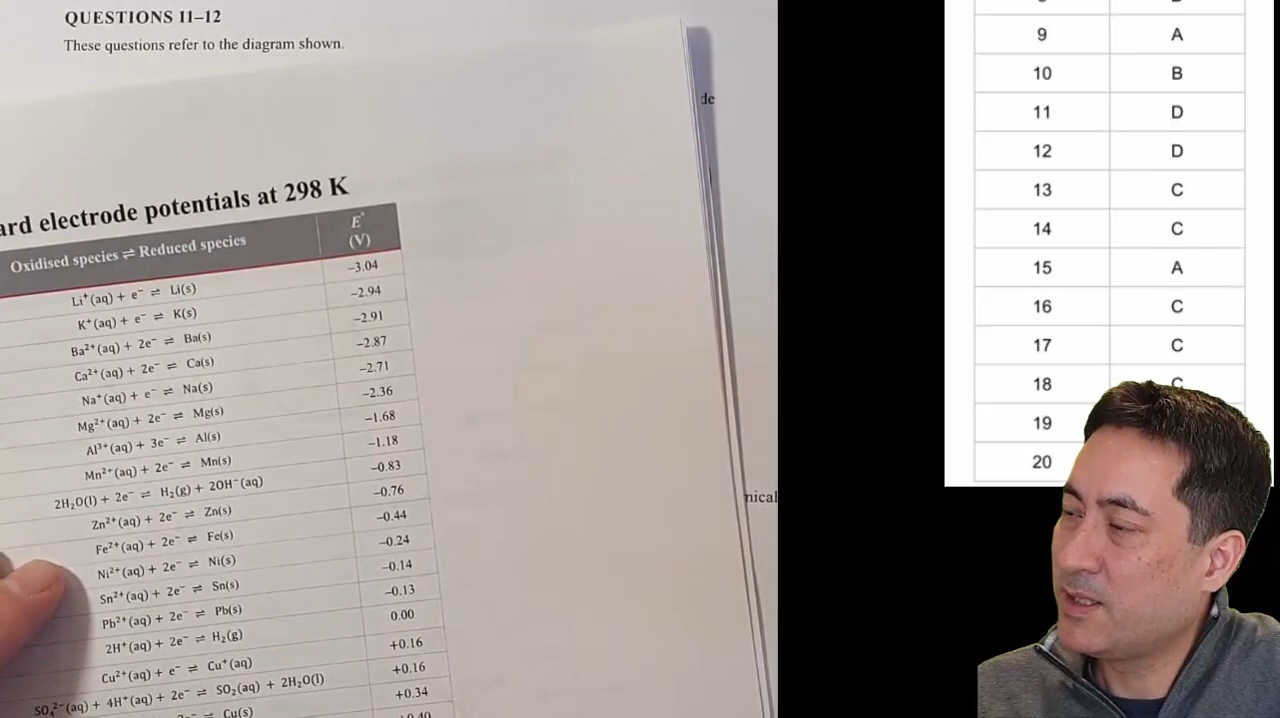 QUESTIONS 11–12
These questions refer to the diagram shown.
de
ard electrode potentials at 298 K
Oxidised species ⇌ Reduced species
E°
(V)
Li⁺(aq) + e⁻ ⇌ Li(s)
−3.04
K⁺(aq) + e⁻ ⇌ K(s)
−2.94
Ba²⁺(aq) + 2e⁻ ⇌ Ba(s)
−2.91
Ca²⁺(aq) + 2e⁻ ⇌ Ca(s)
−2.87
Na⁺(aq) + e⁻ ⇌ Na(s)
−2.71
Mg²⁺(aq) + 2e⁻ ⇌ Mg(s)
−2.36
Al³⁺(aq) + 3e⁻ ⇌ Al(s)
−1.68
Mn²⁺(aq) + 2e⁻ ⇌ Mn(s)
−1.18
2H₂O(l) + 2e⁻ ⇌ H₂(g) + 2OH⁻(aq)
−0.83
Zn²⁺(aq) + 2e⁻ ⇌ Zn(s)
−0.76
Fe²⁺(aq) + 2e⁻ ⇌ Fe(s)
−0.44
Ni²⁺(aq) + 2e⁻ ⇌ Ni(s)
−0.24
Sn²⁺(aq) + 2e⁻ ⇌ Sn(s)
−0.14
Pb²⁺(aq) + 2e⁻ ⇌ Pb(s)
−0.13
2H⁺(aq) + 2e⁻ ⇌ H₂(g)
0.00
Cu²⁺(aq) + e⁻ ⇌ Cu⁺(aq)
+0.16
SO₄²⁻(aq) + 4H⁺(aq) + 2e⁻ ⇌ SO₂(aq) + 2H₂O(l)
+0.16
⇌ Cu(s)
+0.34
nical
9 A
10 B
11 D
12 D
13 C
14 C
15 A
16 C
17 C
18 C
19
20